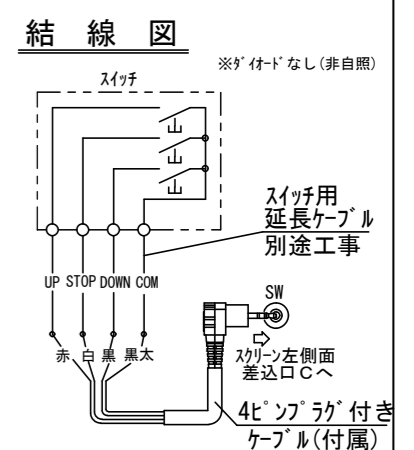 結線図
※ﾀﾞｲｵｰﾄﾞなし(非自照)
ｽｲｯﾁ
ｽｲｯﾁ用
延長ｹｰﾌﾞﾙ
別途工事
UP STOP DOWN COM
SW
赤 白 黒 黒太
ｽｸﾘｰﾝ左側面
差込口Cへ
4ﾋﾟﾝﾌﾟﾗｸﾞ付き
ｹｰﾌﾞﾙ(付属)